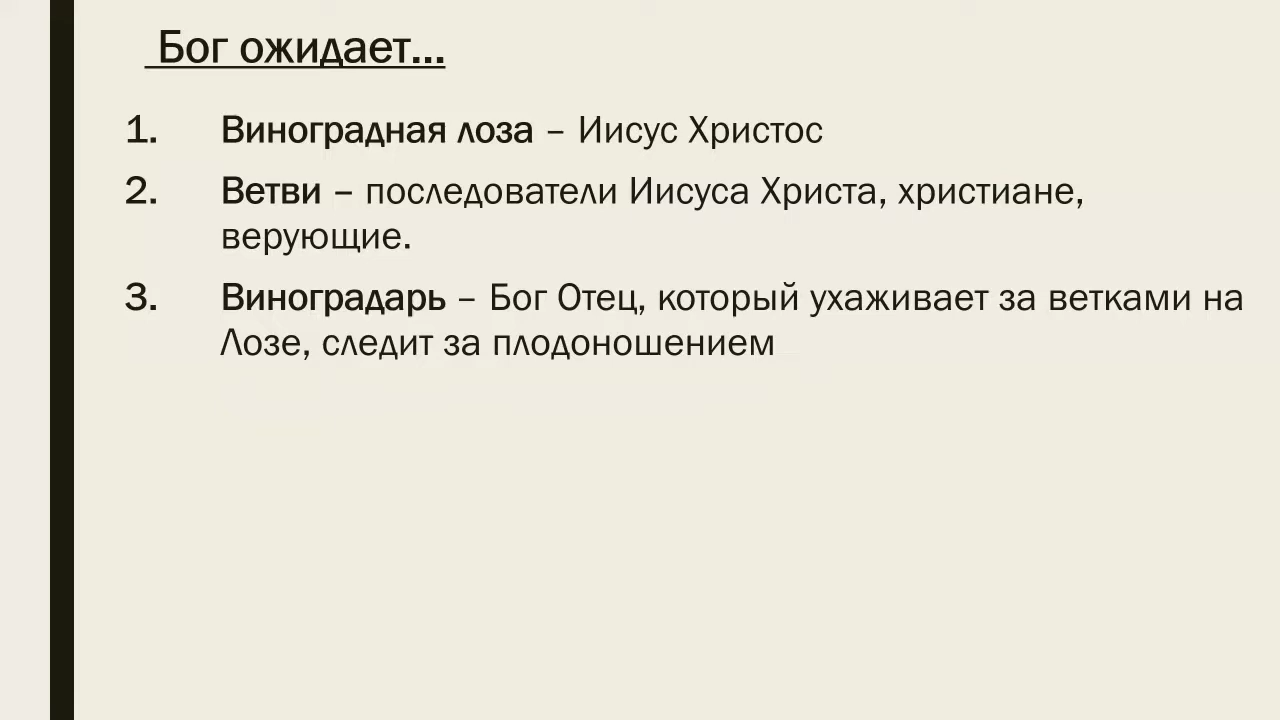 Бог ожидает...
1. Виноградная лоза – Иисус Христос
2. Ветви – последователи Иисуса Христа, христиане,
верующие.
3. Виноградарь – Бог Отец, который ухаживает за ветками на
Лозе, следит за плодоношением